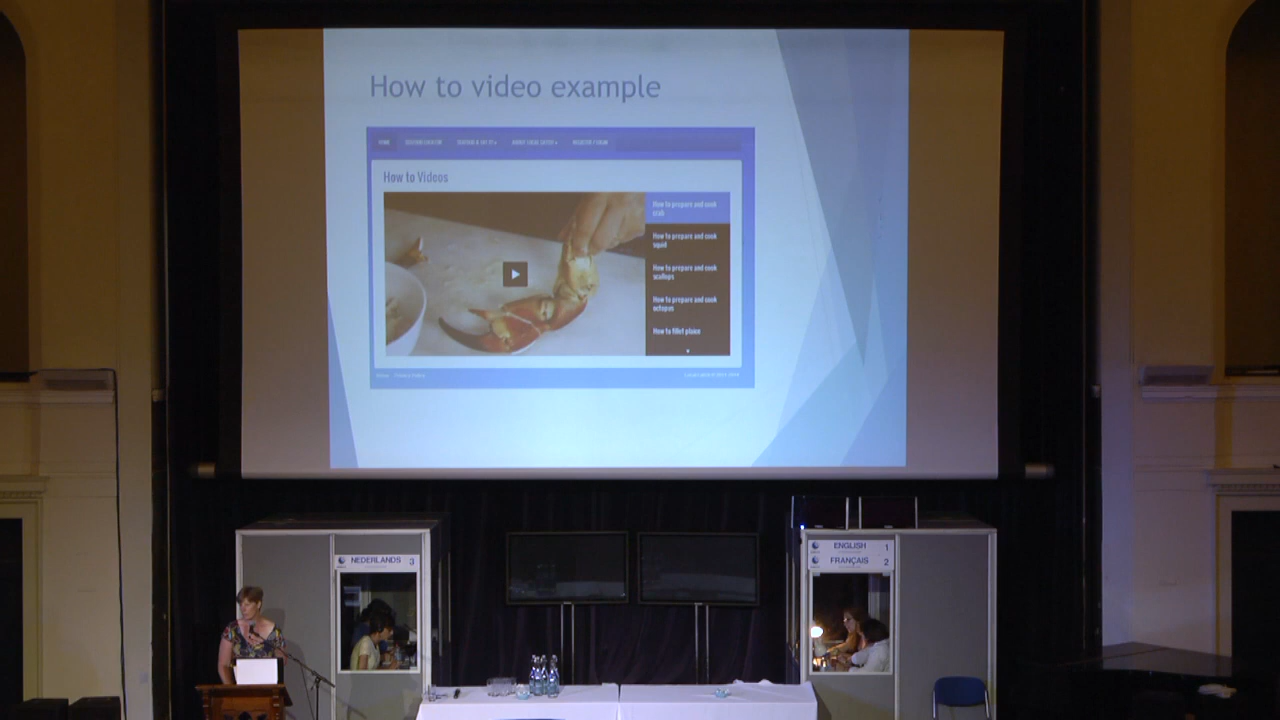 How to video example
HOME
How to Videos
How to prepare and cook
crab
How to prepare and cook
squid
How to prepare and cook
scallops
How to prepare and cook
octopus
How to fillet plaice
NEDERLANDS 3
ENGLISH 1
FRANÇAIS 2